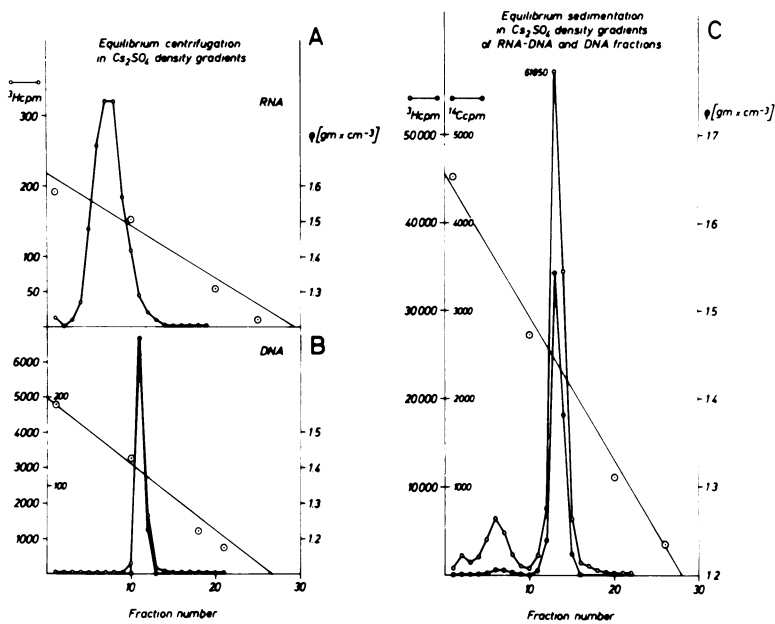 Equilibrium centrifugation
in Cs2SO4 density gradients
A
3Hcpm
RNA
300
200
100
50
ρ[gm x cm-3]
1.6
1.5
1.4
1.3
DNA
B
6000
5000
4000
3000
2000
1000
200
100
1.5
1.4
1.3
1.2
10
20
30
Fraction number
Equilibrium sedimentation
in Cs2SO4 density gradients
of RNA-DNA and DNA fractions
C
61850
3Hcpm
14Ccpm
ρ[gm x cm-3]
50000
5000
40000
4000
30000
3000
20000
2000
10000
1000
1.7
1.6
1.5
1.4
1.3
1.2
10
20
30
Fraction number